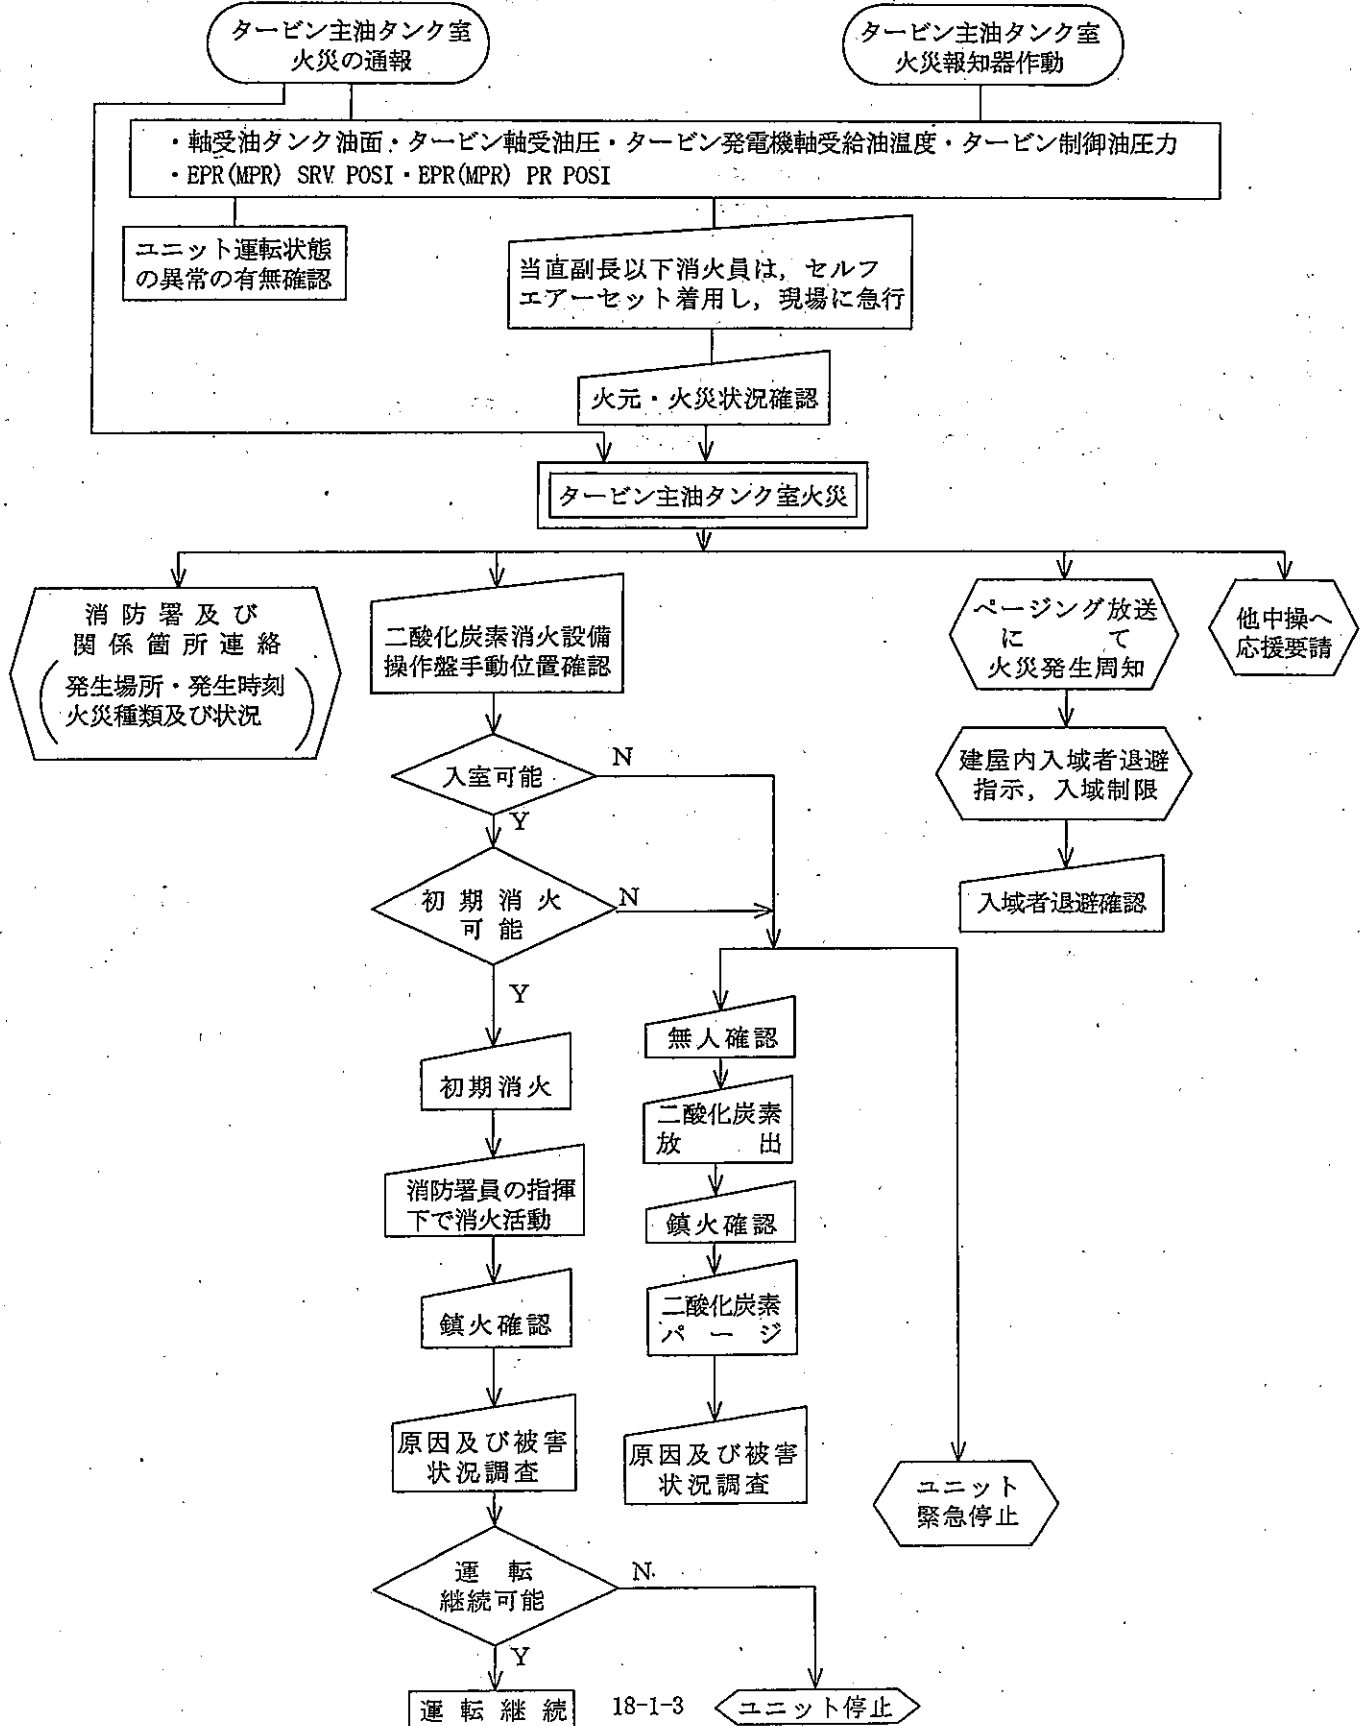 タービン主油タンク室
火災の通報
タービン主油タンク室
火災報知器作動
・軸受油タンク油面・タービン軸受油圧・タービン発電機軸受給油温度・タービン制御油圧力
・EPR(MPR) SRV POSI・EPR(MPR) PR POSI
ユニット運転状態
の異常の有無確認
当直副長以下消火員は，セルフ
エアーセット着用し，現場に急行
火元・火災状況確認
タービン主油タンク室火災
消防署及び
関係箇所連絡
発生場所・発生時刻
火災種類及び状況
二酸化炭素消火設備
操作盤手動位置確認
ページング放送
にて
火災発生周知
他中操へ
応援要請
入室可能
N
Y
建屋内入域者退避
指示，入域制限
初期消火
可能
N
Y
入域者退避確認
初期消火
消防署員の指揮
下で消火活動
鎮火確認
原因及び被害
状況調査
無人確認
二酸化炭素
放出
鎮火確認
二酸化炭素
パージ
原因及び被害
状況調査
ユニット
緊急停止
運転
継続可能
N
Y
運転継続
ユニット停止
18-1-3